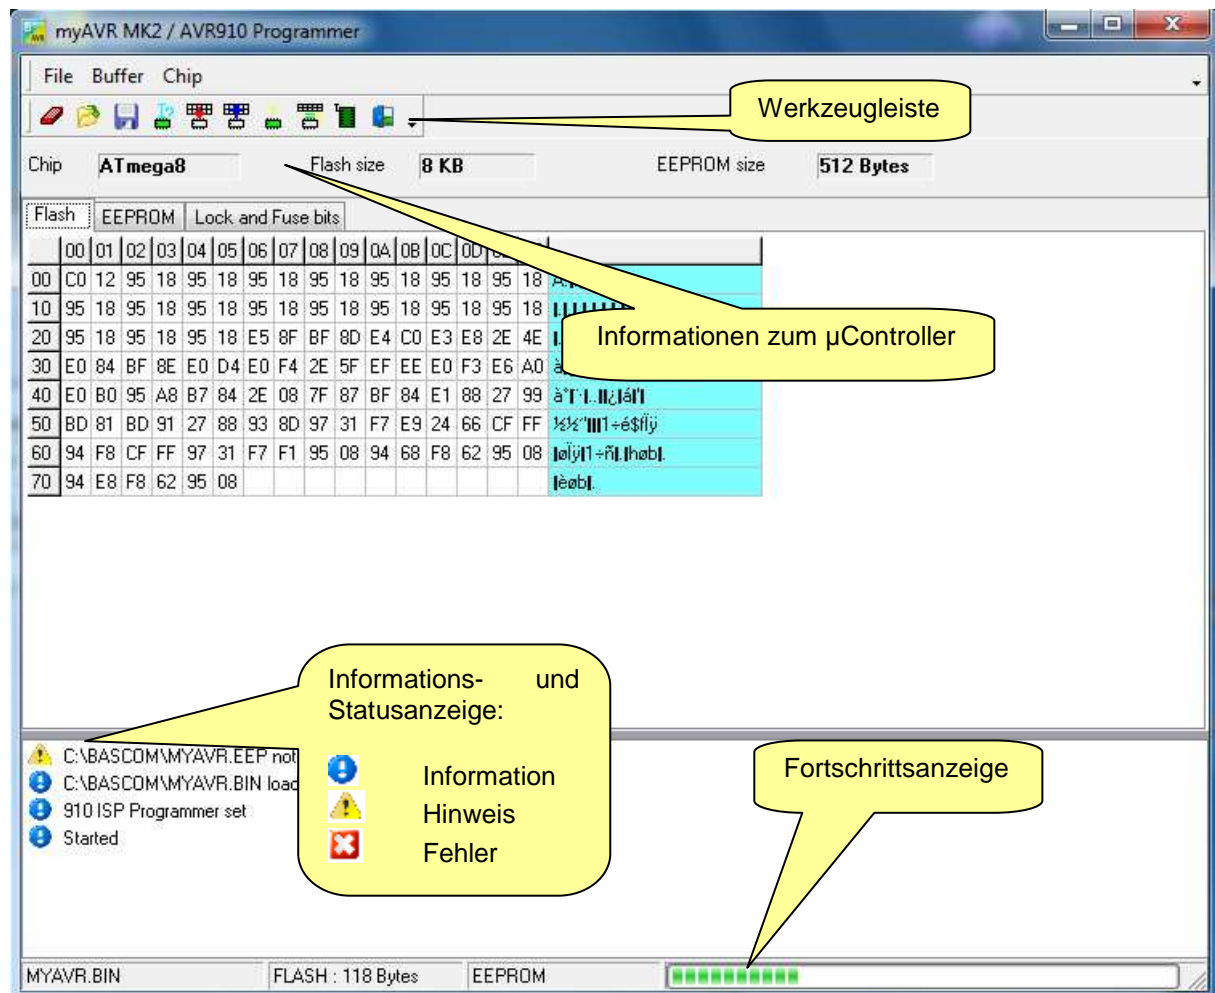 myAVR MK2 / AVR910 Programmer
File Buffer Chip
Werkzeugleiste
Chip ATmega8 Flash size 8 KB EEPROM size 512 Bytes
Flash EEPROM Lock and Fuse bits
00 01 02 03 04 05 06 07 08 09 0A 0B 0C 0D
00 C0 12 95 18 95 18 95 18 95 18 95 18 95 18 95 18
10 95 18 95 18 95 18 95 18 95 18 95 18 95 18 95 18
Informationen zum µController
20 95 18 95 18 95 18 E5 8F BF 8D E4 C0 E3 E8 2E 4E
30 E0 84 BF 8E E0 D4 E0 F4 2E 5F EF EE E0 F3 E6 A0
40 E0 B0 95 A8 B7 84 2E 08 7F 87 BF 84 E1 88 27 99
50 BD 81 BD 91 27 88 93 8D 97 31 F7 E9 24 66 CF FF
60 94 F8 CF FF 97 31 F7 F1 95 08 94 68 F8 62 95 08
70 94 E8 F8 62 95 08
Informations- und
Statusanzeige:
Information
Hinweis
Fehler
C:\BASCOM\MYAVR.EEP not
C:\BASCOM\MYAVR.BIN load
910 ISP Programmer set
Started
Fortschrittsanzeige
MYAVR.BIN FLASH : 118 Bytes EEPROM